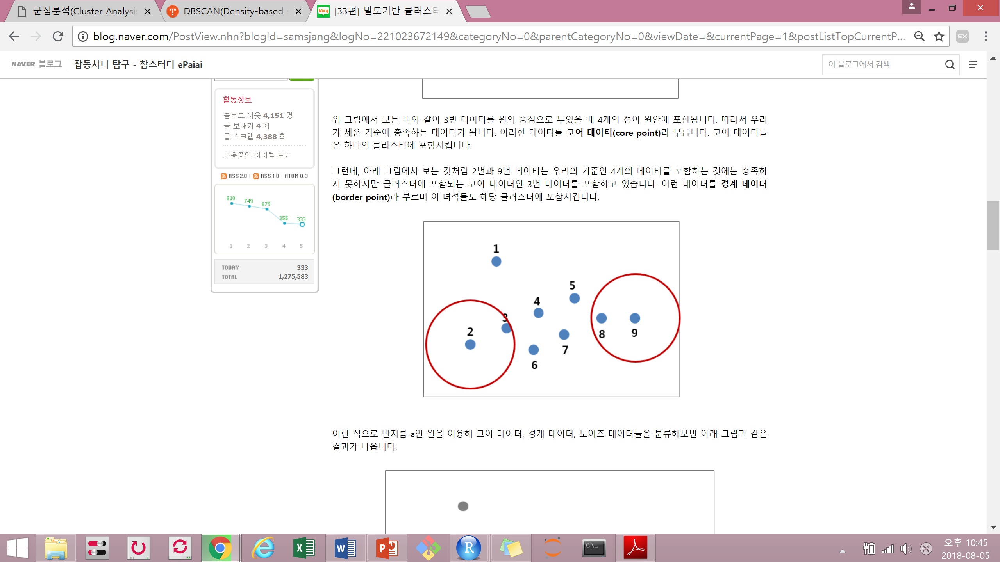 군집분석(Cluster Analysis
DBSCAN(Density-based
[33편] 밀도기반 클러스터
blog.naver.com/PostView.nhn?blogId=samsjang&logNo=221023672149&categoryNo=0&parentCategoryNo=0&viewDate=&currentPage=1&postListTopCurrentP...
EX
NAVER 블로그
잡동사니 탐구 - 참스터디 ePaiai
이 블로그에서 검색
활동정보
블로그 이웃 4,151 명
글 보내기 4 회
글 스크랩 4,388 회
사용중인 아이템 보기
RSS 2.0 | RSS 1.0 | ATOM 0.3
810 749 679 355 333
1 2 3 4 5
TODAY 333
TOTAL 1,275,583
위 그림에서 보는 바와 같이 3번 데이터를 원의 중심으로 두었을 때 4개의 점이 원안에 포함됩니다. 따라서 우리
가 세운 기준에 충족하는 데이터가 됩니다. 이러한 데이터를 코어 데이터(core point)라 부릅니다. 코어 데이터들
은 하나의 클러스터에 포함시킵니다.
그런데, 아래 그림에서 보는 것처럼 2번과 9번 데이터는 우리의 기준인 4개의 데이터를 포함하는 것에는 충족하
지 못하지만 클러스터에 포함되는 코어 데이터인 3번 데이터를 포함하고 있습니다. 이런 데이터를 경계 데이터
(border point)라 부르며 이 녀석들도 해당 클러스터에 포함시킵니다.
1
5
4
3
2
8
9
7
6
이런 식으로 반지름 ε인 원을 이용해 코어 데이터, 경계 데이터, 노이즈 데이터들을 분류해보면 아래 그림과 같은
결과가 나옵니다.
오후 10:45
2018-08-05